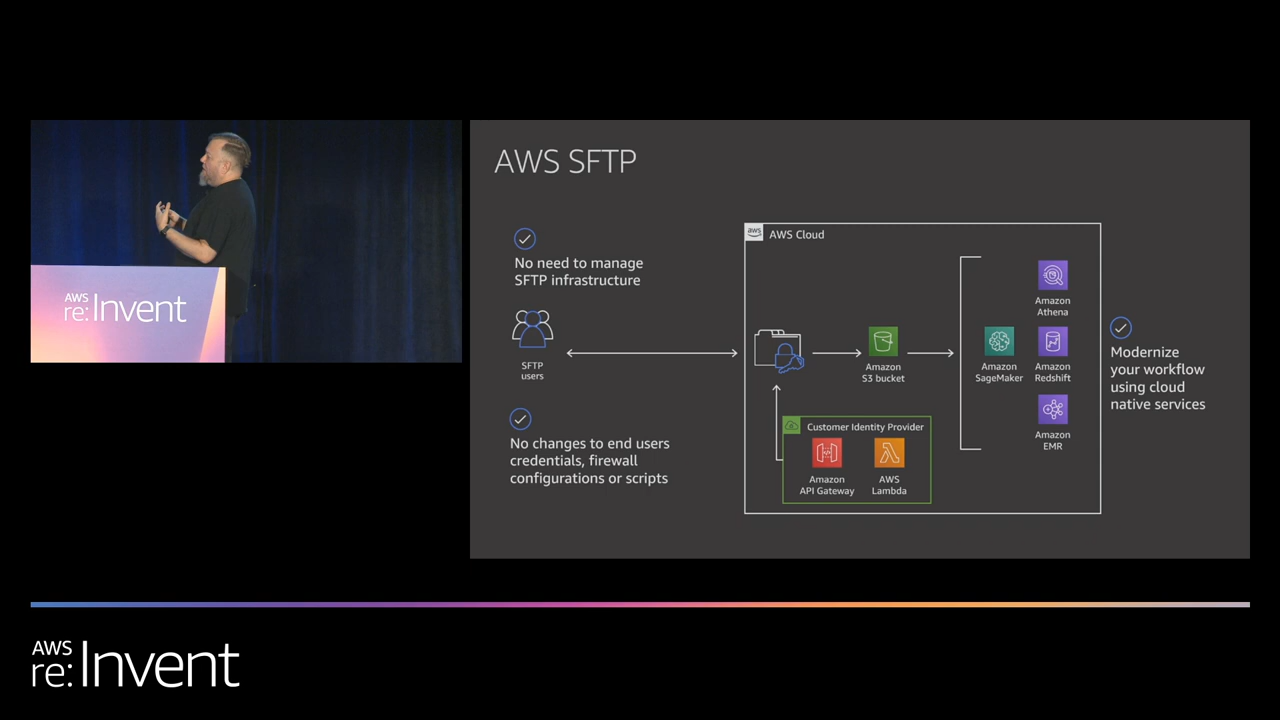 AWS
re:Invent
AWS SFTP
No need to manage
SFTP infrastructure
SFTP
users
No changes to end users
credentials, firewall
configurations or scripts
aws
AWS Cloud
Amazon
S3 bucket
Customer Identity Provider
Amazon
API Gateway
AWS
Lambda
Amazon
Athena
Amazon
SageMaker
Amazon
Redshift
Amazon
EMR
Modernize
your workflow
using cloud
native services
AWS
re:Invent